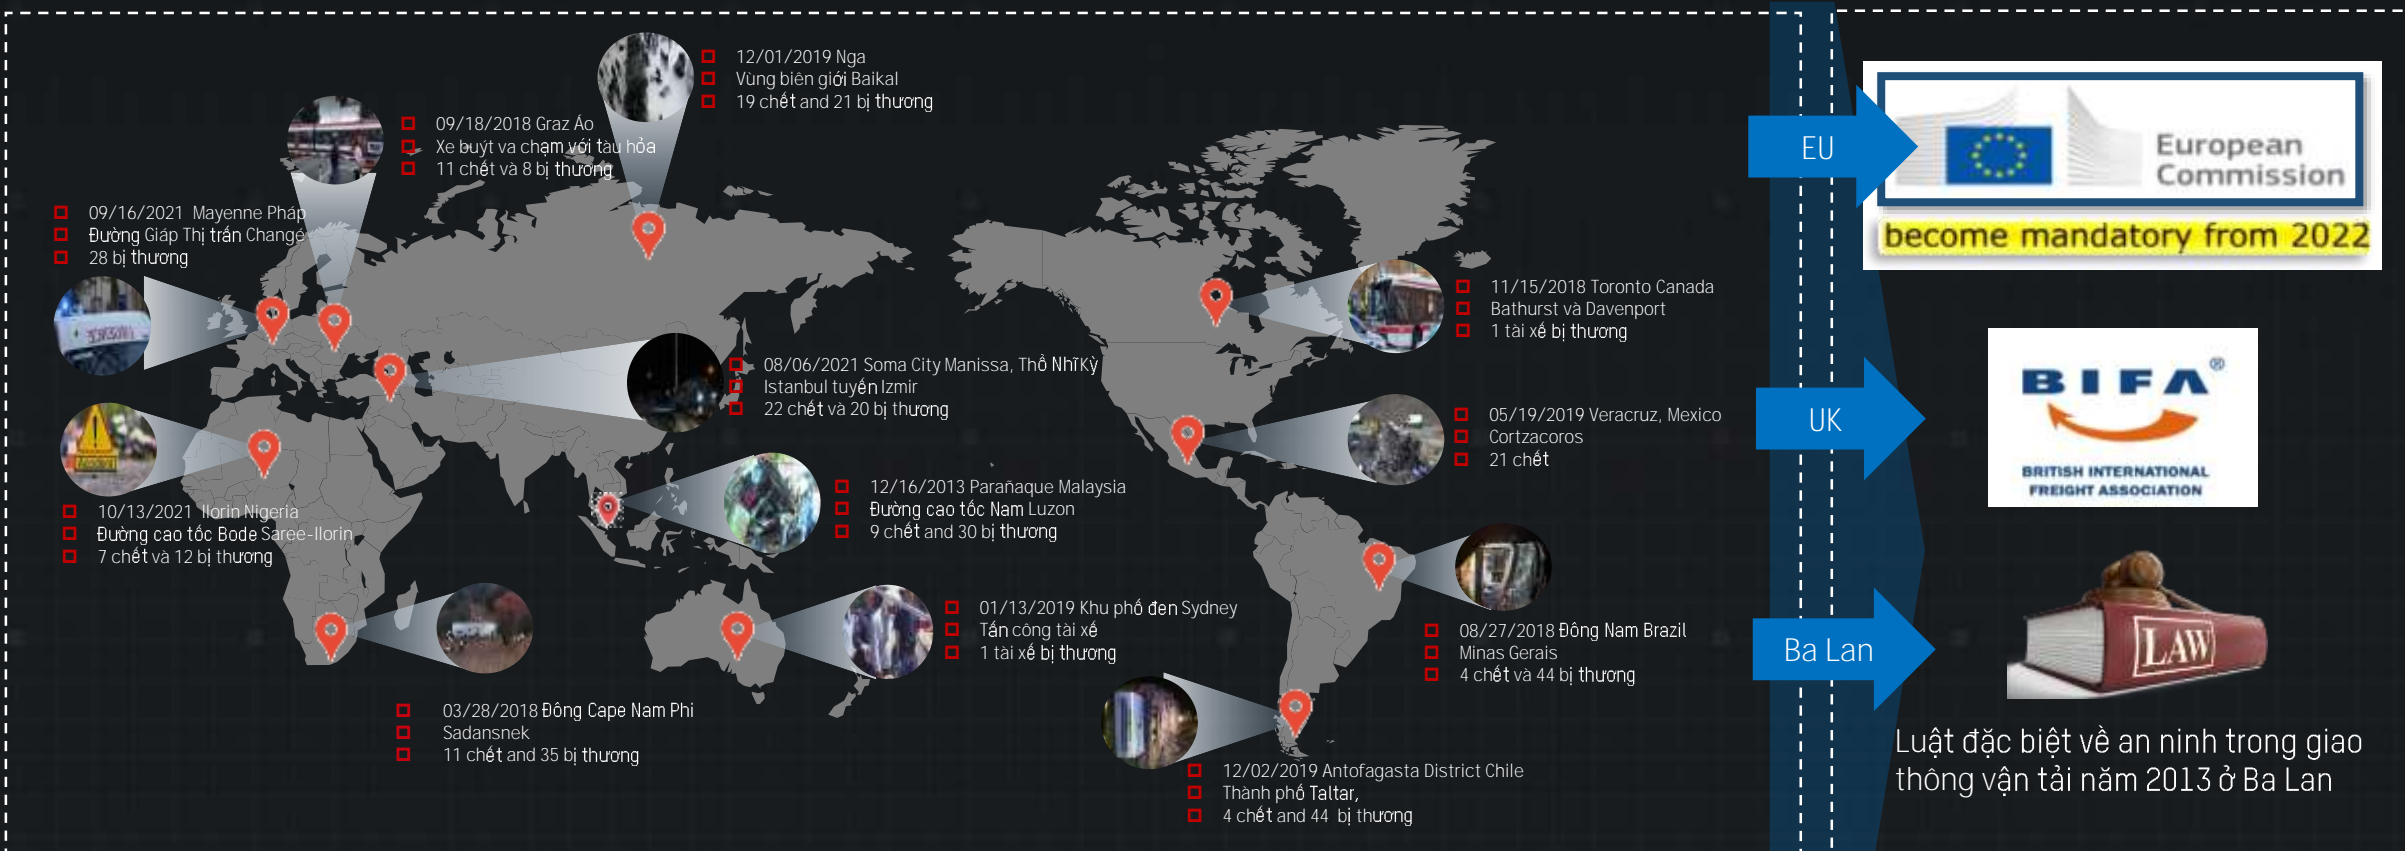 12/01/2019 Nga
Vùng biên giới Baikal
19 chết and 21 bị thương
09/18/2018 Graz Áo
Xe buýt va chạm với tàu hỏa
11 chết và 8 bị thương
09/16/2021 Mayenne Pháp
Đường Giáp Thị trấn Changé
28 bị thương
08/06/2021 Soma City Manissa, Thổ Nhĩ Kỳ
Istanbul tuyến Izmir
22 chết và 20 bị thương
10/13/2021 Ilorin Nigeria
Đường cao tốc Bode Saree-Ilorin
7 chết và 12 bị thương
12/16/2013 Parañaque Malaysia
Đường cao tốc Nam Luzon
9 chết and 30 bị thương
03/28/2018 Đông Cape Nam Phi
Sadansnek
11 chết and 35 bị thương
01/13/2019 Khu phố đen Sydney
Tấn công tài xế
1 tài xế bị thương
11/15/2018 Toronto Canada
Bathurst và Davenport
1 tài xế bị thương
05/19/2019 Veracruz, Mexico
Cortzacoros
21 chết
08/27/2018 Đông Nam Brazil
Minas Gerais
4 chết và 44 bị thương
12/02/2019 Antofagasta District Chile
Thành phố Taltar,
4 chết and 44 bị thương
EU
European
Commission
become mandatory from 2022
UK
BIFA®
BRITISH INTERNATIONAL
FREIGHT ASSOCIATION
Ba Lan
LAW
Luật đặc biệt về an ninh trong giao
thông vận tải năm 2013 ở Ba Lan